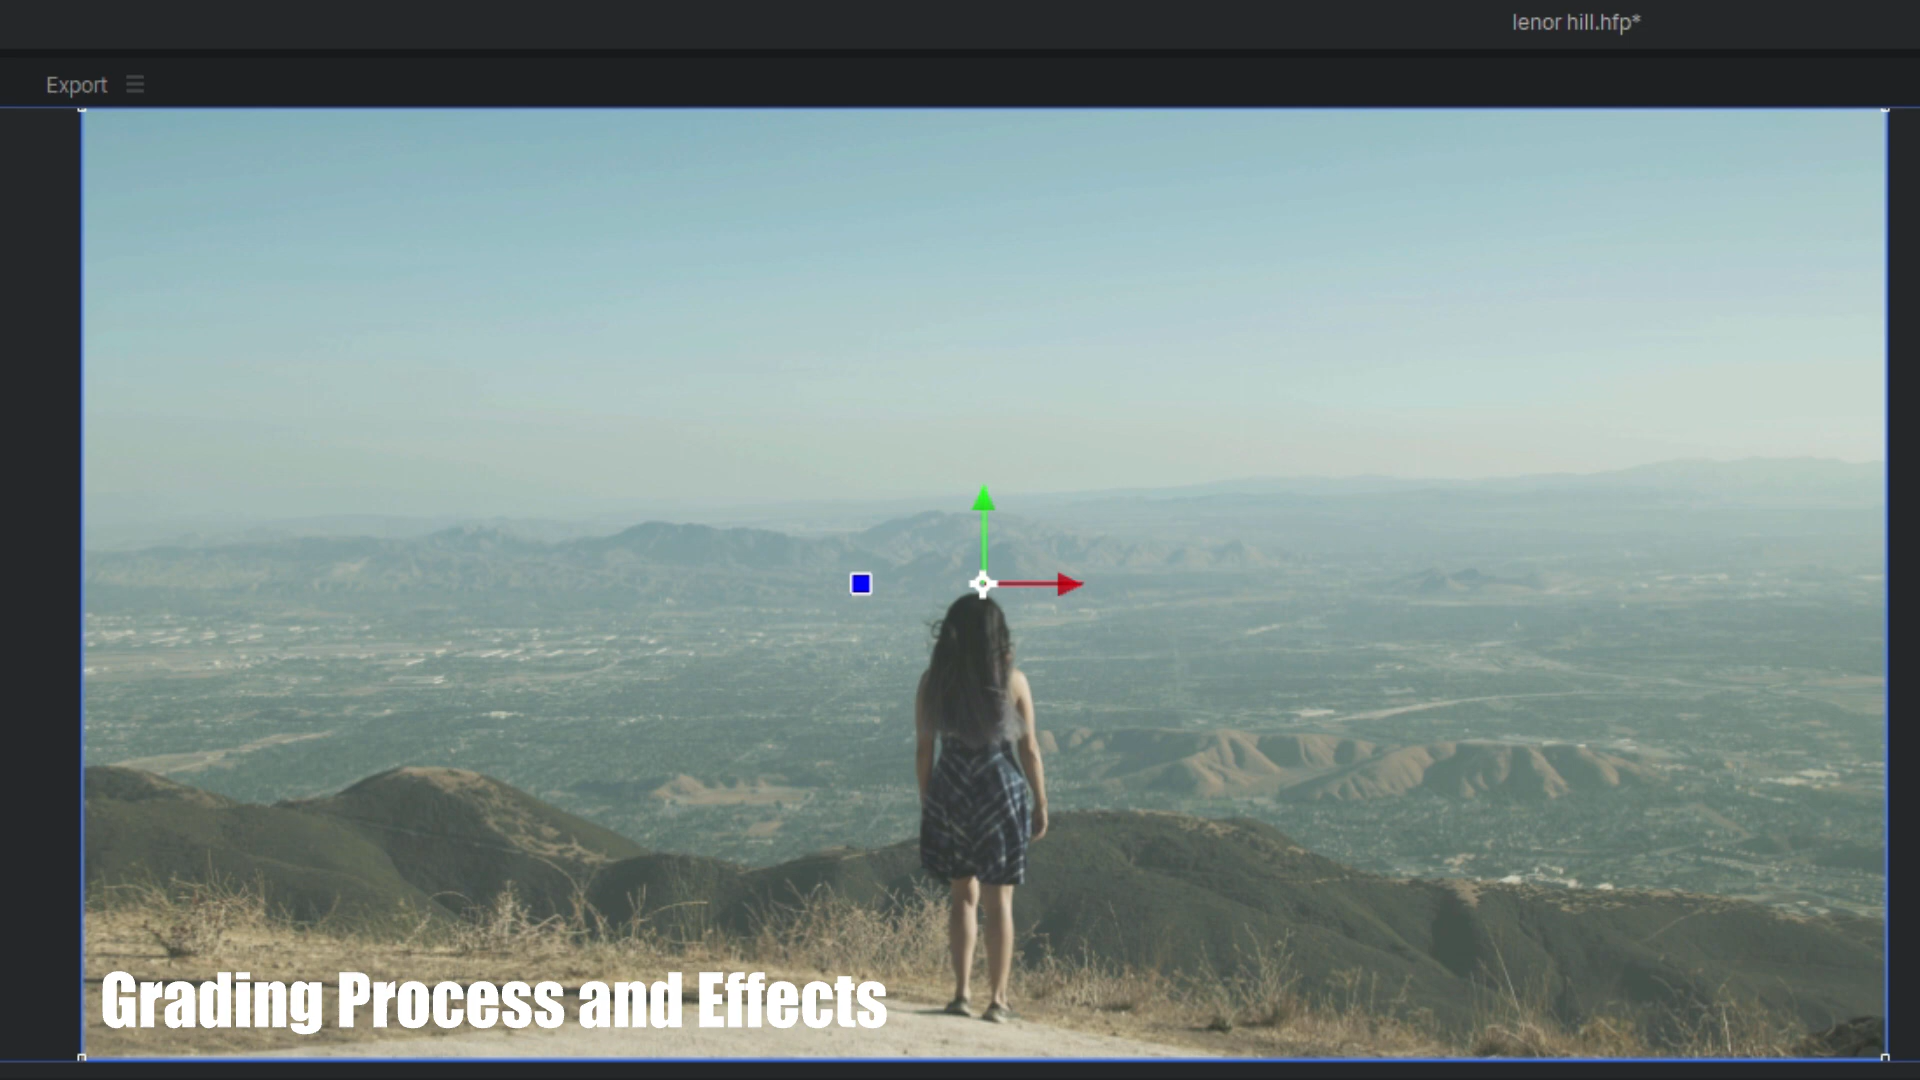 lenor hill.hfp*
Export
Grading Process and Effects